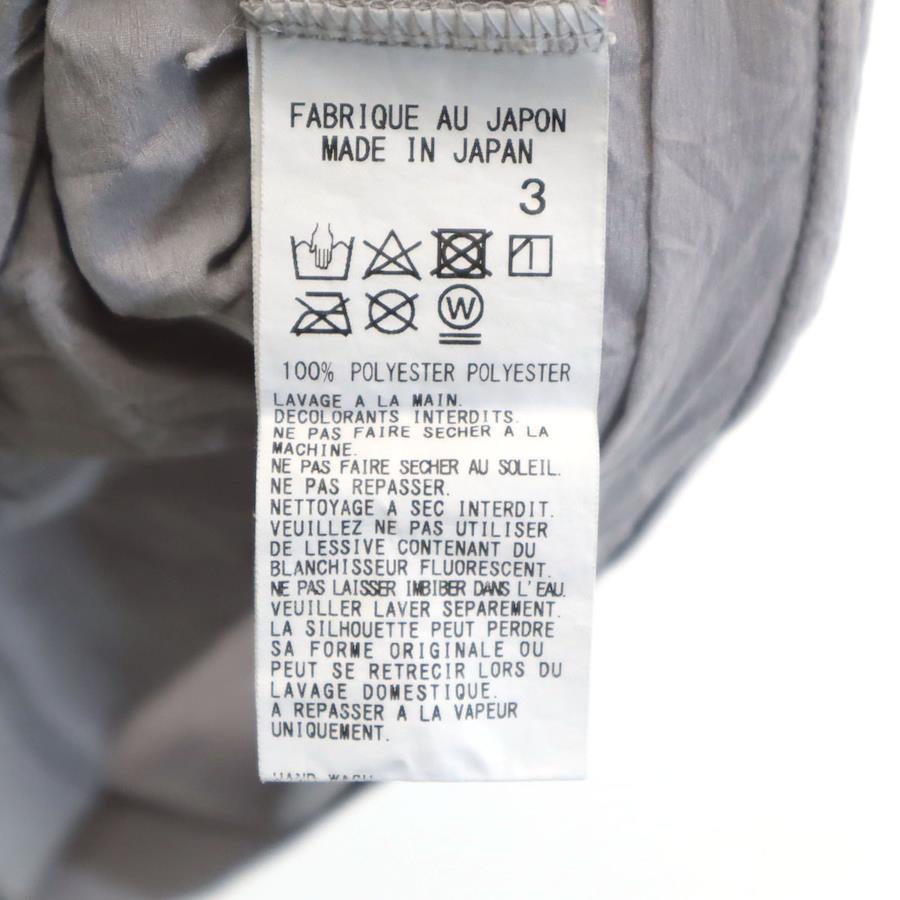 FABRIQUE AU JAPON
MADE IN JAPAN
3
W
100% POLYESTER POLYESTER
LAVAGE A LA MAIN.
DECOLORANTS INTERDITS.
NE PAS FAIRE SECHER A LA
MACHINE.
NE PAS FAIRE SECHER AU SOLEIL.
NE PAS REPASSER.
NETTOYAGE A SEC INTERDIT.
VEUILLEZ NE PAS UTILISER
DE LESSIVE CONTENANT DU
BLANCHISSEUR FLUORESCENT.
NE PAS LAISSER IMBIBER DANS L'EAU.
VEUILLER LAVER SEPAREMENT.
LA SILHOUETTE PEUT PERDRE
SA FORME ORIGINALE OU
PEUT SE RETRECIR LORS DU
LAVAGE DOMESTIQUE.
A REPASSER A LA VAPEUR
UNIQUEMENT.
HAND WASH